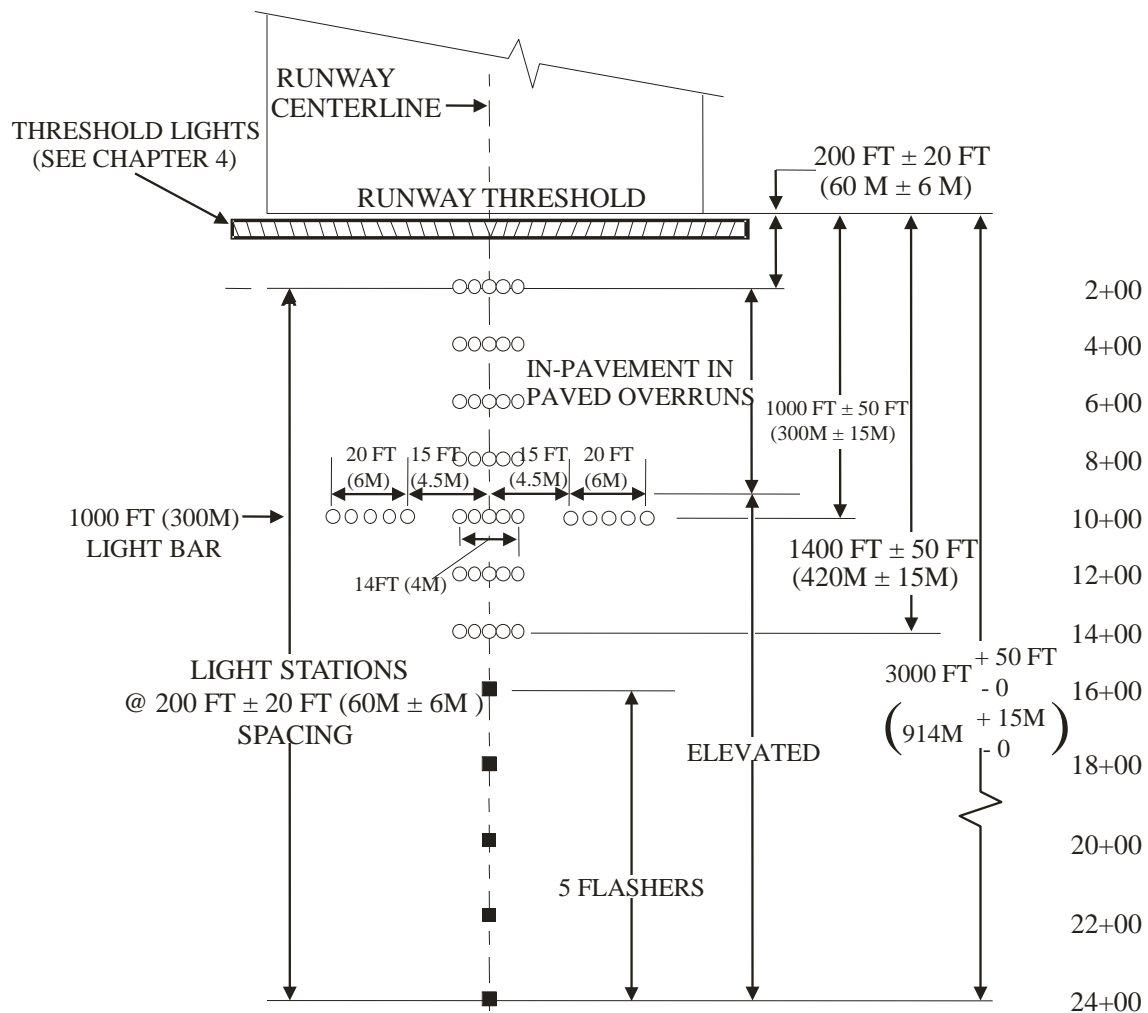 RUNWAY
CENTERLINE
THRESHOLD LIGHTS
(SEE CHAPTER 4)
200 FT ± 20 FT
(60 M ± 6 M)
RUNWAY THRESHOLD
2+00
4+00
IN-PAVEMENT IN
PAVED OVERRUNS
6+00
1000 FT ± 50 FT
(300M ± 15M)
20 FT
(6M)
15 FT
(4.5M)
15 FT
(4.5M)
20 FT
(6M)
8+00
1000 FT (300M)
LIGHT BAR
10+00
1400 FT ± 50 FT
(420M ± 15M)
14FT (4M)
12+00
14+00
LIGHT STATIONS
@ 200 FT ± 20 FT (60M ± 6M )
SPACING
3000 FT + 50 FT
- 0
(914M + 15M)
- 0
16+00
ELEVATED
18+00
20+00
5 FLASHERS
22+00
24+00